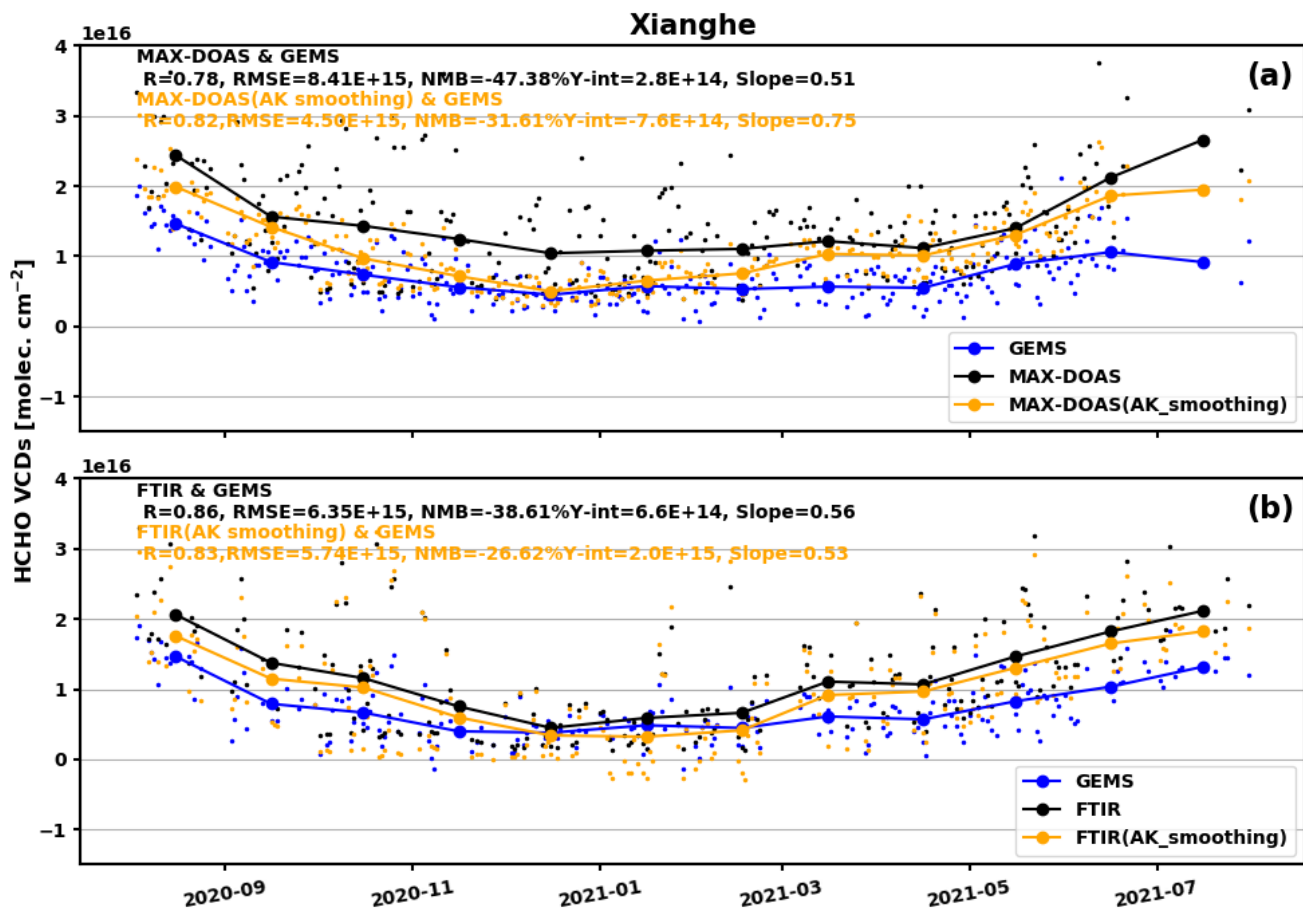 Xianghe
1e16
(a)
MAX-DOAS & GEMS
R=0.78, RMSE=8.41E+15, NMB=-47.38%Y-int=2.8E+14, Slope=0.51
MAX-DOAS(AK smoothing) & GEMS
R=0.82,RMSE=4.50E+15, NMB=-31.61%Y-int=-7.6E+14, Slope=0.75
4
3
2
1
0
−1
GEMS
MAX-DOAS
MAX-DOAS(AK_smoothing)
HCHO VCDs [molec. cm⁻²]
1e16
(b)
FTIR & GEMS
R=0.86, RMSE=6.35E+15, NMB=-38.61%Y-int=6.6E+14, Slope=0.56
FTIR(AK smoothing) & GEMS
R=0.83,RMSE=5.74E+15, NMB=-26.62%Y-int=2.0E+15, Slope=0.53
4
3
2
1
0
−1
GEMS
FTIR
FTIR(AK_smoothing)
2020-09 2020-11 2021-01 2021-03 2021-05 2021-07